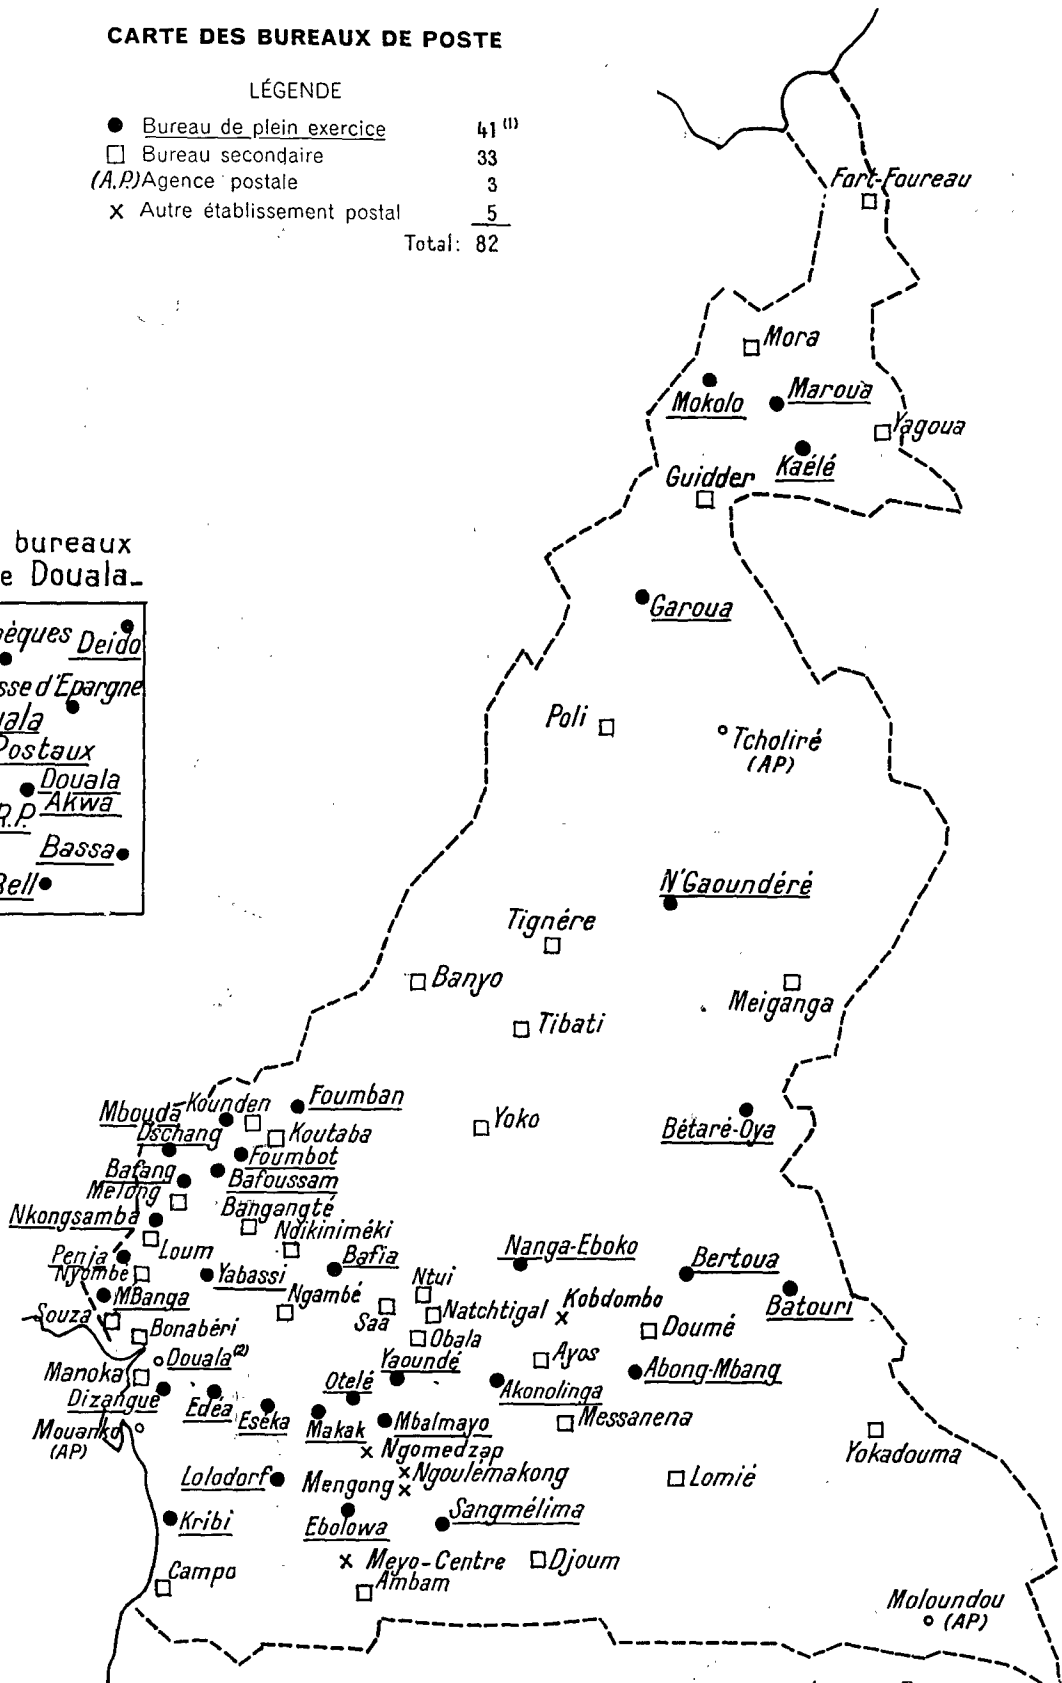 CARTE DES BUREAUX DE POSTE
LÉGENDE
● Bureau de plein exercice 41 (1)
□ Bureau secondaire 33
(A.P.) Agence postale 3
x Autre établissement postal 5
Total: 82
Fort-Foureau
Mora
Mokolo
Maroua
Yagoua
Kaélé
Guidder
bureaux
e Douala_
èques Deido
sse d'Epargne
ala
Postaux
Douala
Akwa
R.P.
Bassa
Bell
Garoua
Poli
Tcholiré
(AP)
N'Gaoundéré
Tignére
Banyo
Meiganga
Tibati
Foumban
Kounden
Mbouda
Dschang
Koutaba
Yoko
Bétaré-Oya
Foumbot
Bafang
Bafoussam
Melong
Bangangté
Nkongsamba
Ndikiniméki
Loum
Bafia
Nanga-Eboko
Bertoua
Penja
Nyombé
Yabassi
Ntui
MBanga
Ngambé
Natchtigal
Kobdombo
Batouri
Souza
Saa
Bonabéri
Obala
Doumé
Douala (2)
Yaoundé
Ayos
Manoka
Otelé
Akonolinga
Abong-Mbang
Dizangué
Edéa
Eséka
Makak
Mbalmayo
Messanena
Mouanko
(AP)
Ngomedzap
Yokadouma
Lolodorf
Mengong
Ngoulémakong
Lomié
Kribi
Ebolowa
Sangmélima
Meyo-Centre
Djoum
Campo
Ambam
Moloundou
(AP)